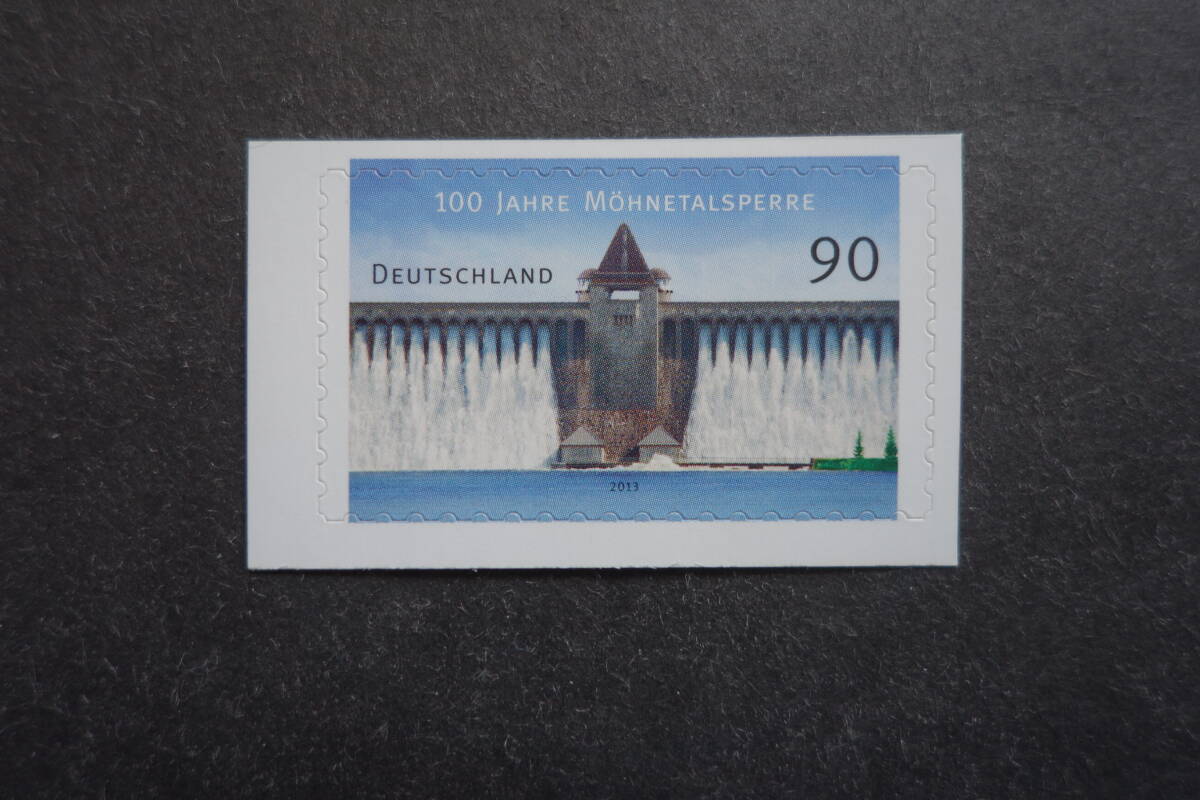 100 JAHRE MÖHNETALSPERRE
DEUTSCHLAND
90
2013